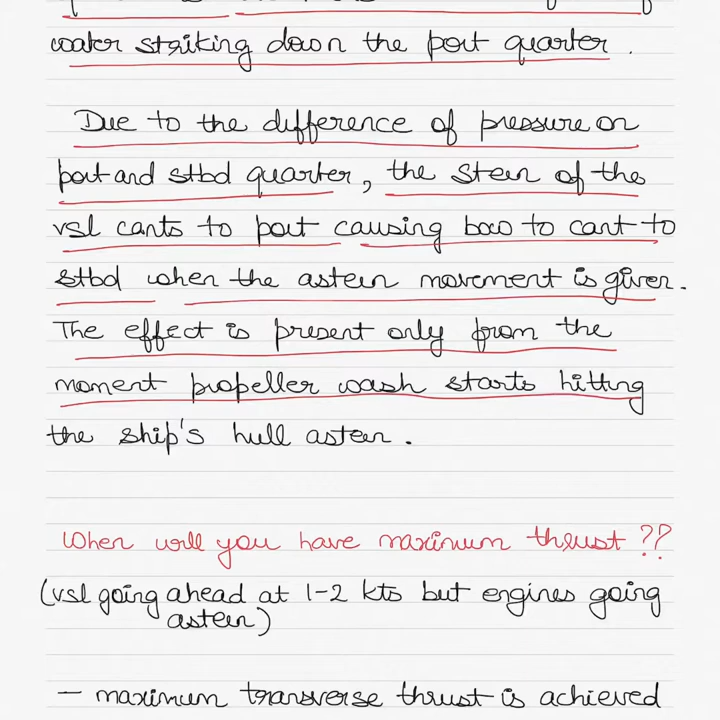 water striking down the port quarter.
Due to the difference of pressure on
port and stbd quarter, the stern of the
vsl cants to port causing bow to cant to
stbd when the astern movement is given.
The effect is present only from the
moment propeller wash starts hitting
the ship's hull astern.
When will you have maximum thrust ??
(vsl going ahead at 1-2 kts but engines going
astern)
- maximum transverse thrust is achieved